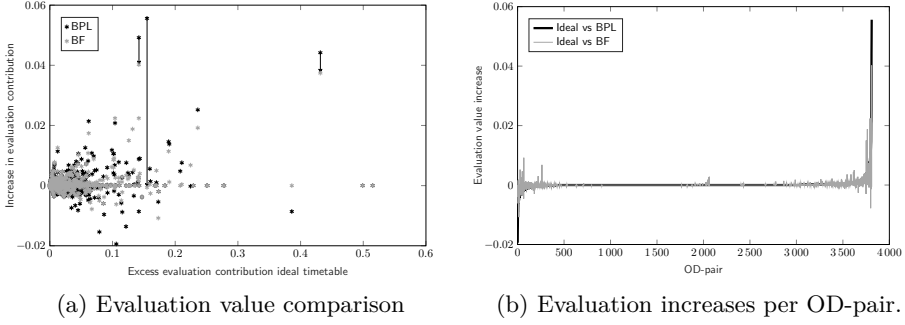 0.06
0.04
0.02
0
−0.02
Increase in evaluation contribution
BPL
BF
0
0.1
0.2
0.3
0.4
0.5
0.6
Excess evaluation contribution ideal timetable
(a) Evaluation value comparison
0.06
0.04
0.02
0
−0.02
Evaluation value increase
Ideal vs BPL
Ideal vs BF
0
500
1 000
1 500
2 000
2 500
3 000
3 500
4 000
OD-pair
(b) Evaluation increases per OD-pair.